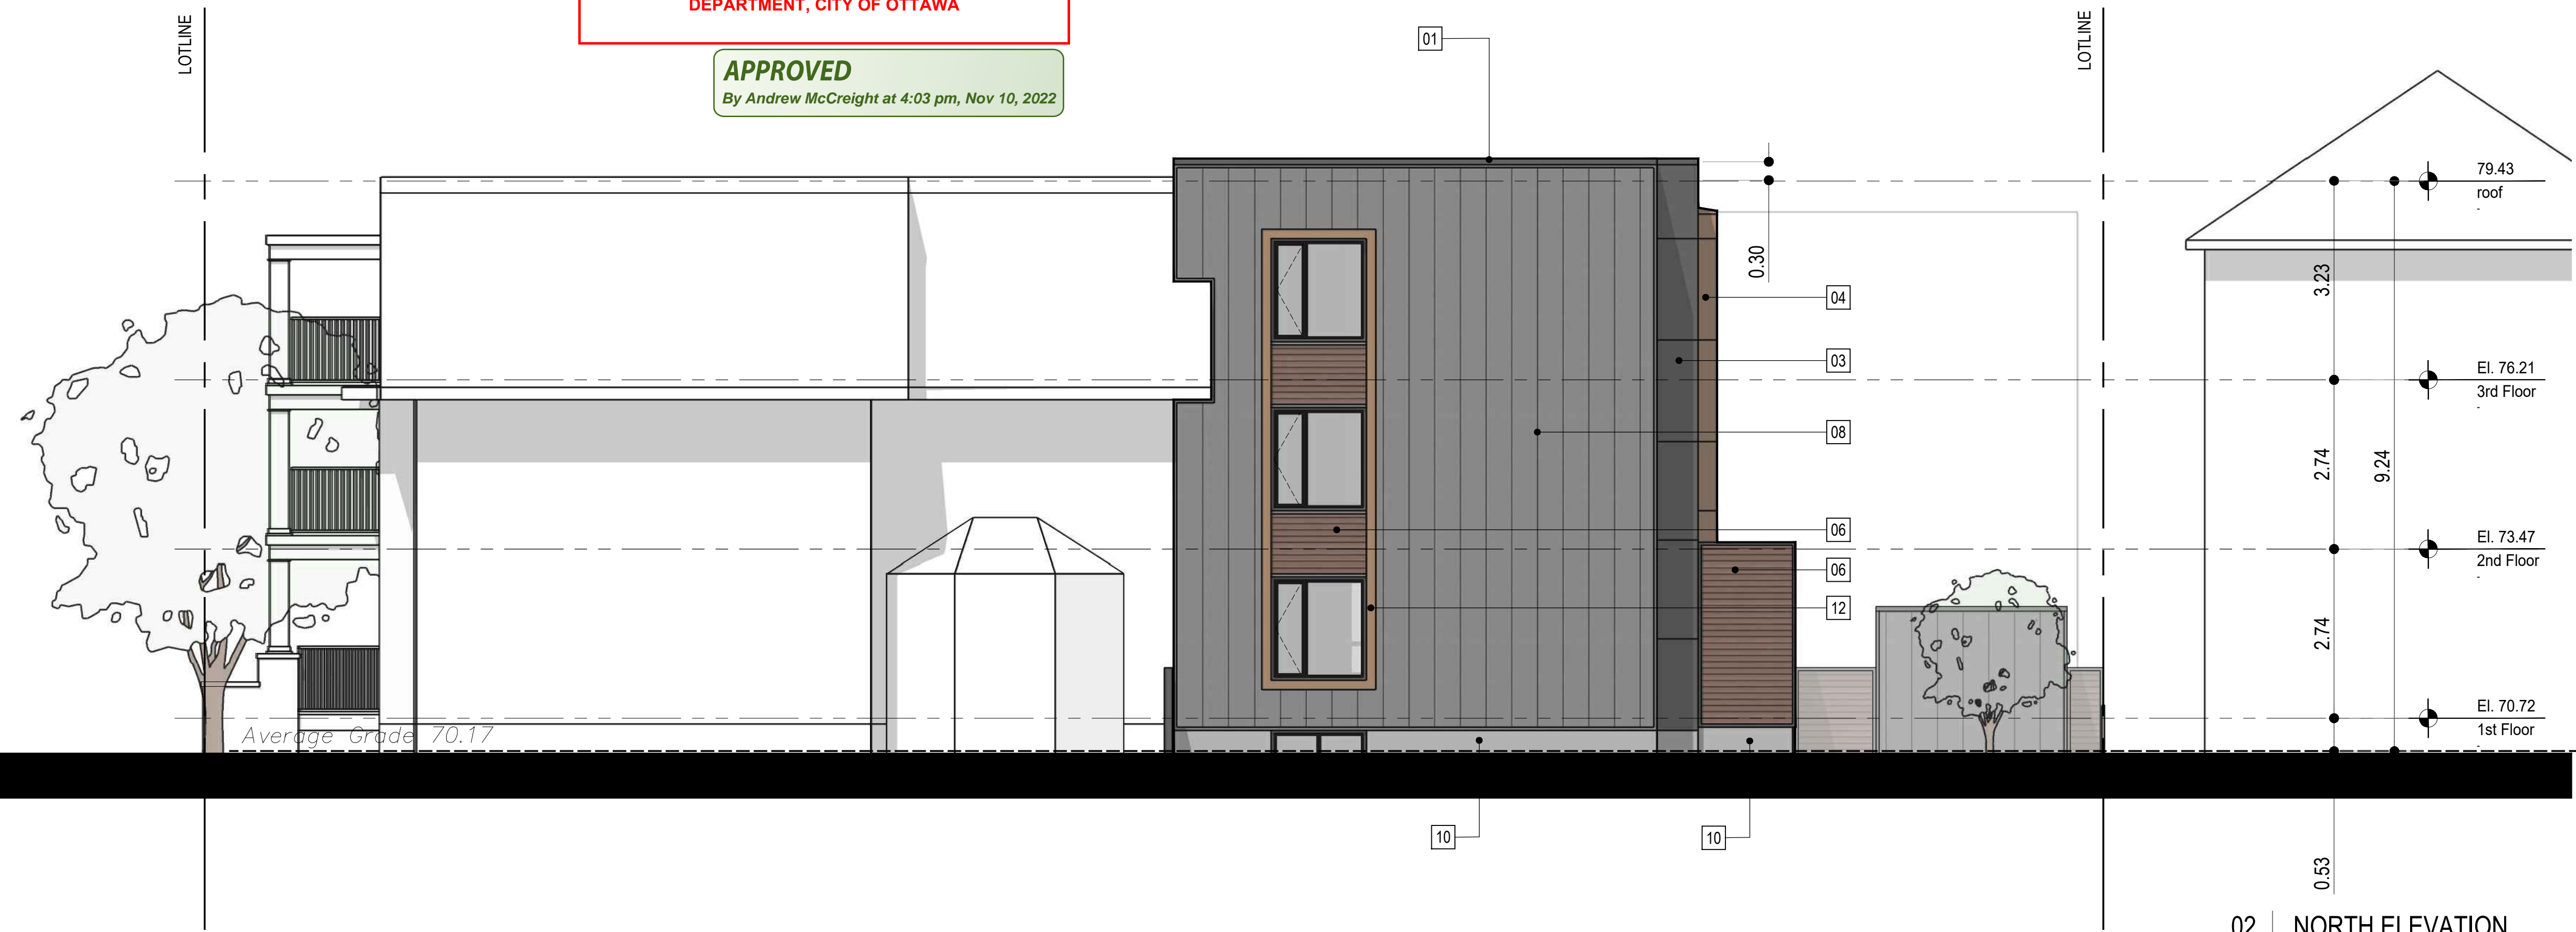 DEPARTMENT, CITY OF OTTAWA
APPROVED
By Andrew McCreight at 4:03 pm, Nov 10, 2022
LOTLINE
LOTLINE
01
79.43
roof
-
0.30
3.23
04
03
El. 76.21
3rd Floor
-
08
2.74
9.24
06
El. 73.47
2nd Floor
-
06
12
2.74
El. 70.72
1st Floor
-
Average Grade 70.17
10
10
0.53
02 | NORTH ELEVATION